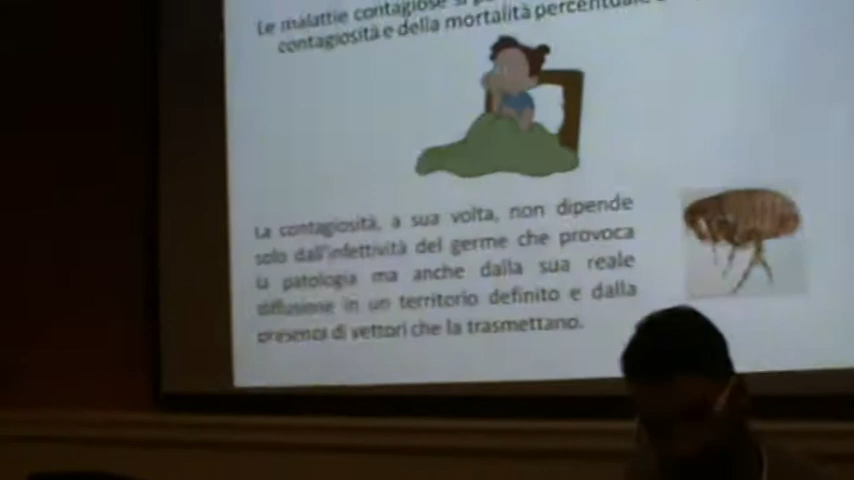 Le malattie contagiose si
contagiosità e della mortalità percentuale
La contagiosità, a sua volta, non dipende
solo dall'infettività del germe che provoca
la patologia ma anche dalla sua reale
diffusione in un territorio definito e dalla
presenza di vettori che la trasmettano.